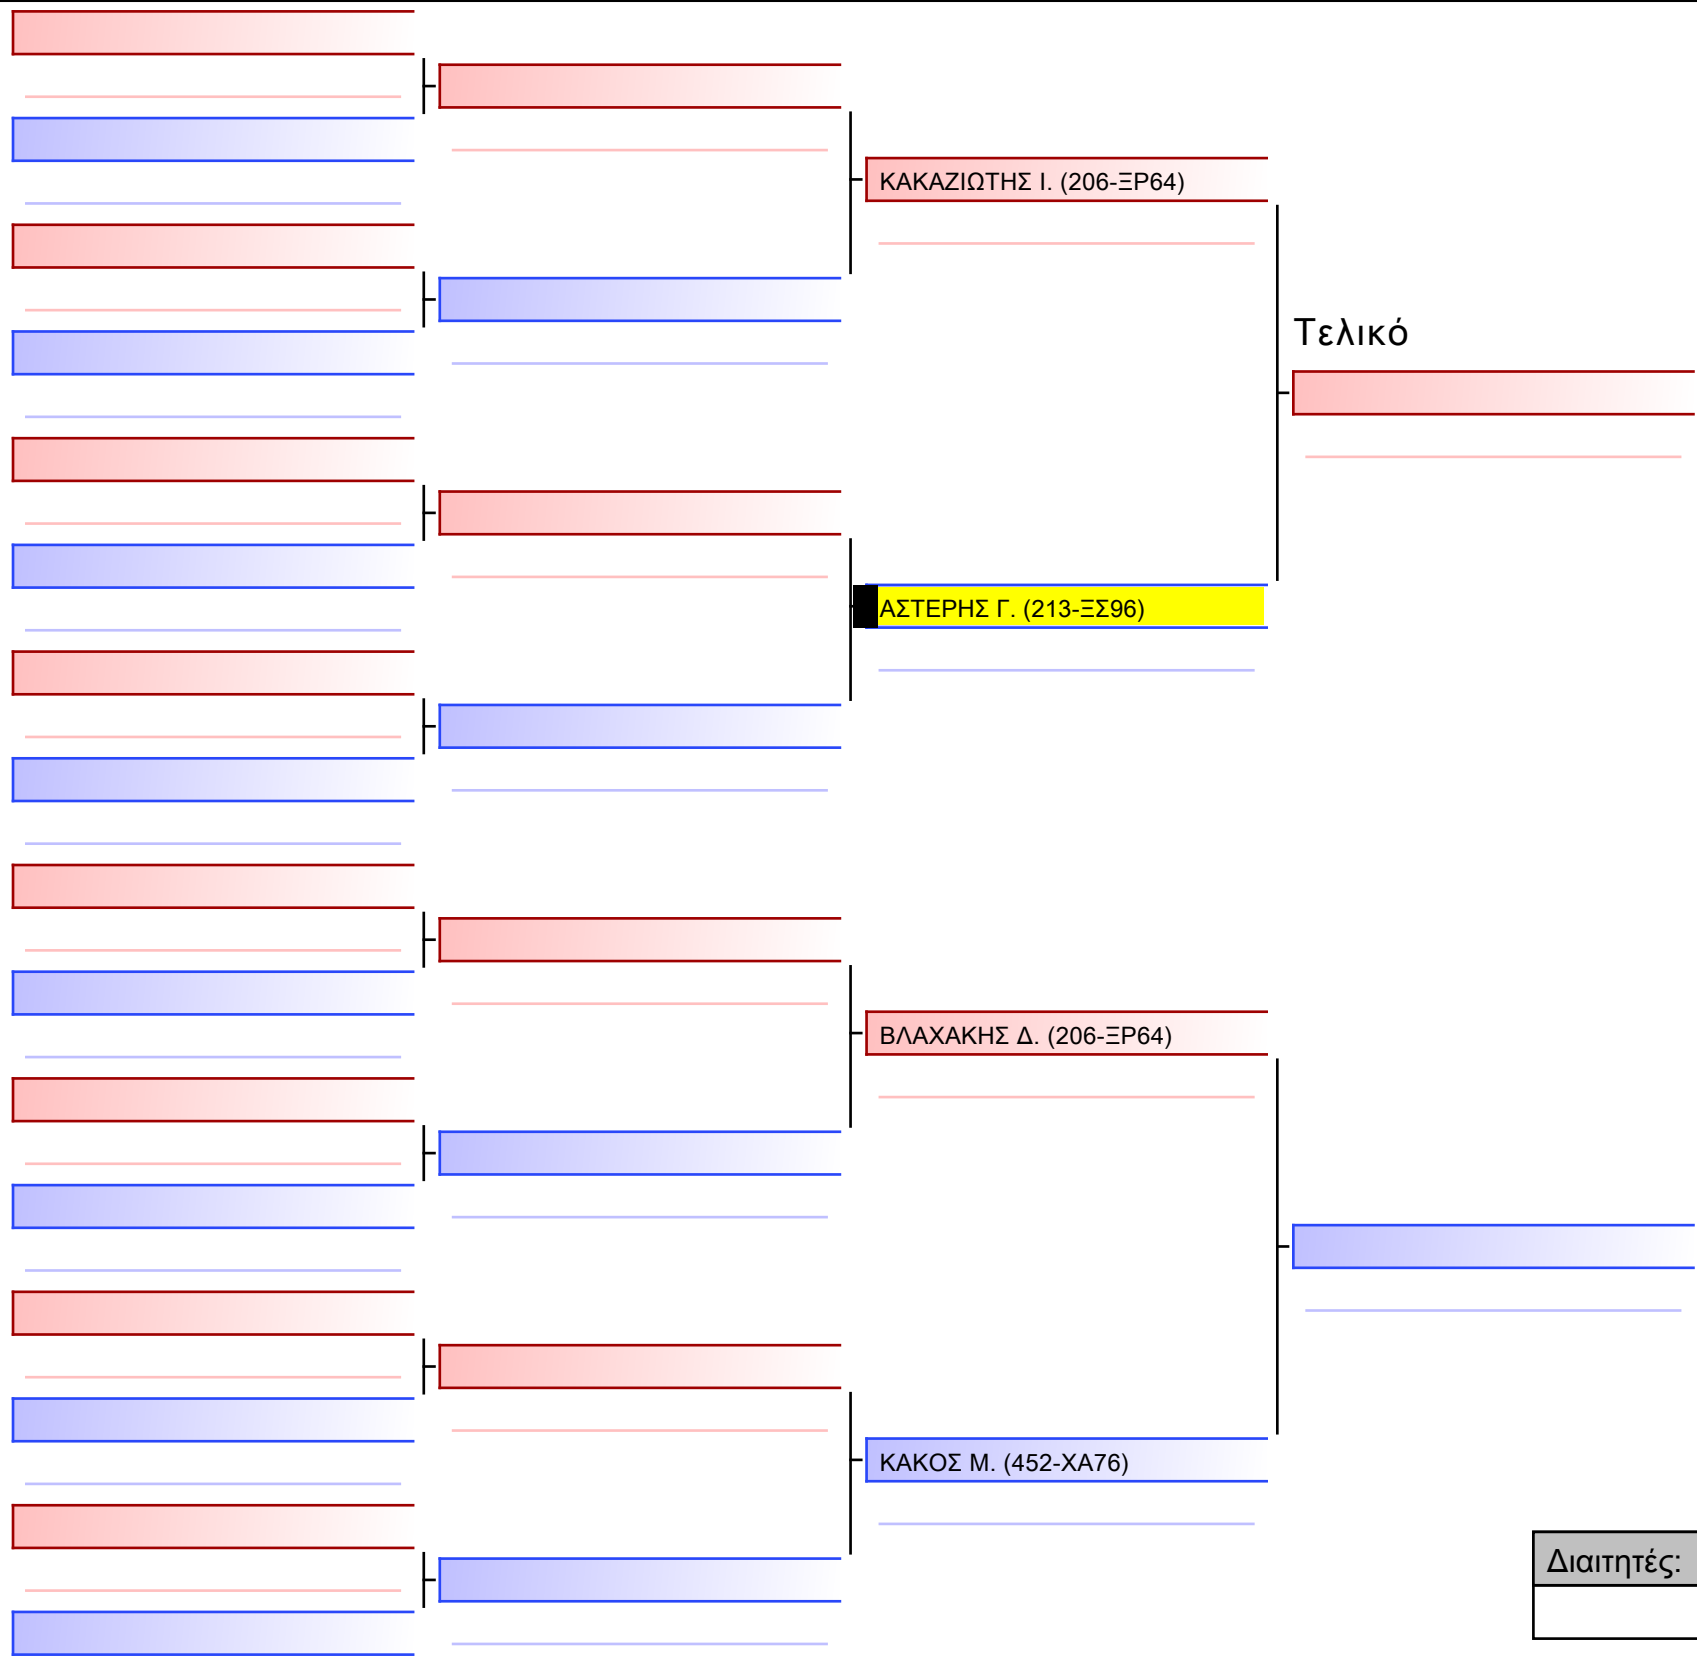 ΚΑΚΑΖΙΩΤΗΣ Ι. (206-ΞΡ64)
Τελικό
ΑΣΤΕΡΗΣ Γ. (213-ΞΣ96)
ΒΛΑΧΑΚΗΣ Δ. (206-ΞΡ64)
ΚΑΚΟΣ Μ. (452-ΧΑ76)
Διαιτητές: